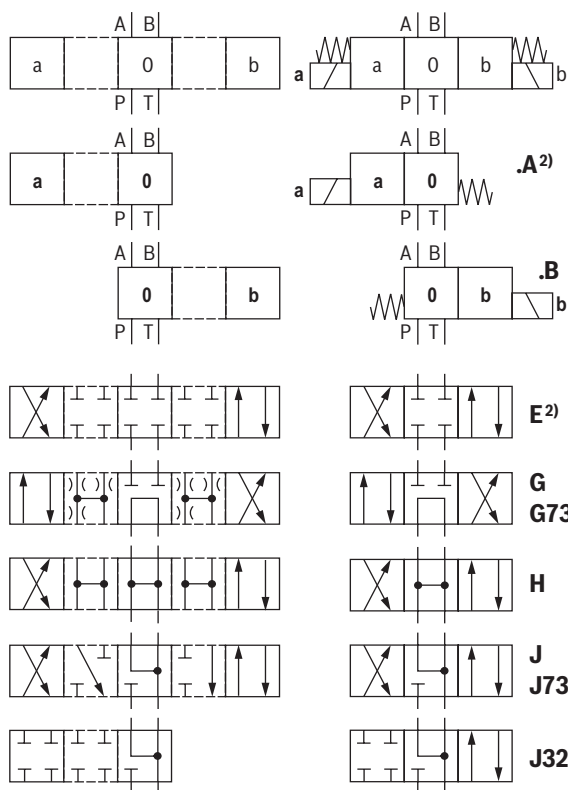 A B A B
a 0 b a a 0 b b
P T P T
A B A B
a 0 a a 0 .A²⁾
P T P T
A B A B
0 b 0 b b .B
P T P T
E²⁾
G
G73
H
J
J73
J32